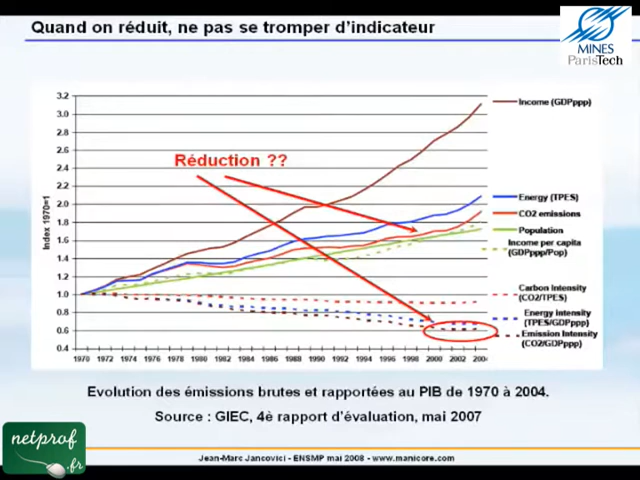 Quand on réduit, ne pas se tromper d'indicateur
MINES
ParisTech
3.2
3.0
2.8
2.6
2.4
2.2
2.0
1.8
1.6
1.4
1.2
1.0
0.8
0.6
0.4
Index 1970=1
Réduction ??
Income (GDPppp)
Energy (TPES)
CO2 emissions
Population
Income per capita
(GDPppp/Pop)
Carbon Intensity
(CO2/TPES)
Energy intensity
(TPES/GDPppp)
Emission Intensity
(CO2/GDPppp)
1970 1972 1974 1976 1978 1980 1982 1984 1986 1988 1990 1992 1994 1996 1998 2000 2002 2004
Evolution des émissions brutes et rapportées au PIB de 1970 à 2004.
Source : GIEC, 4è rapport d'évaluation, mai 2007
netprof
.fr
Jean-Marc Jancovici - ENSMP mai 2008 - www.manicore.com